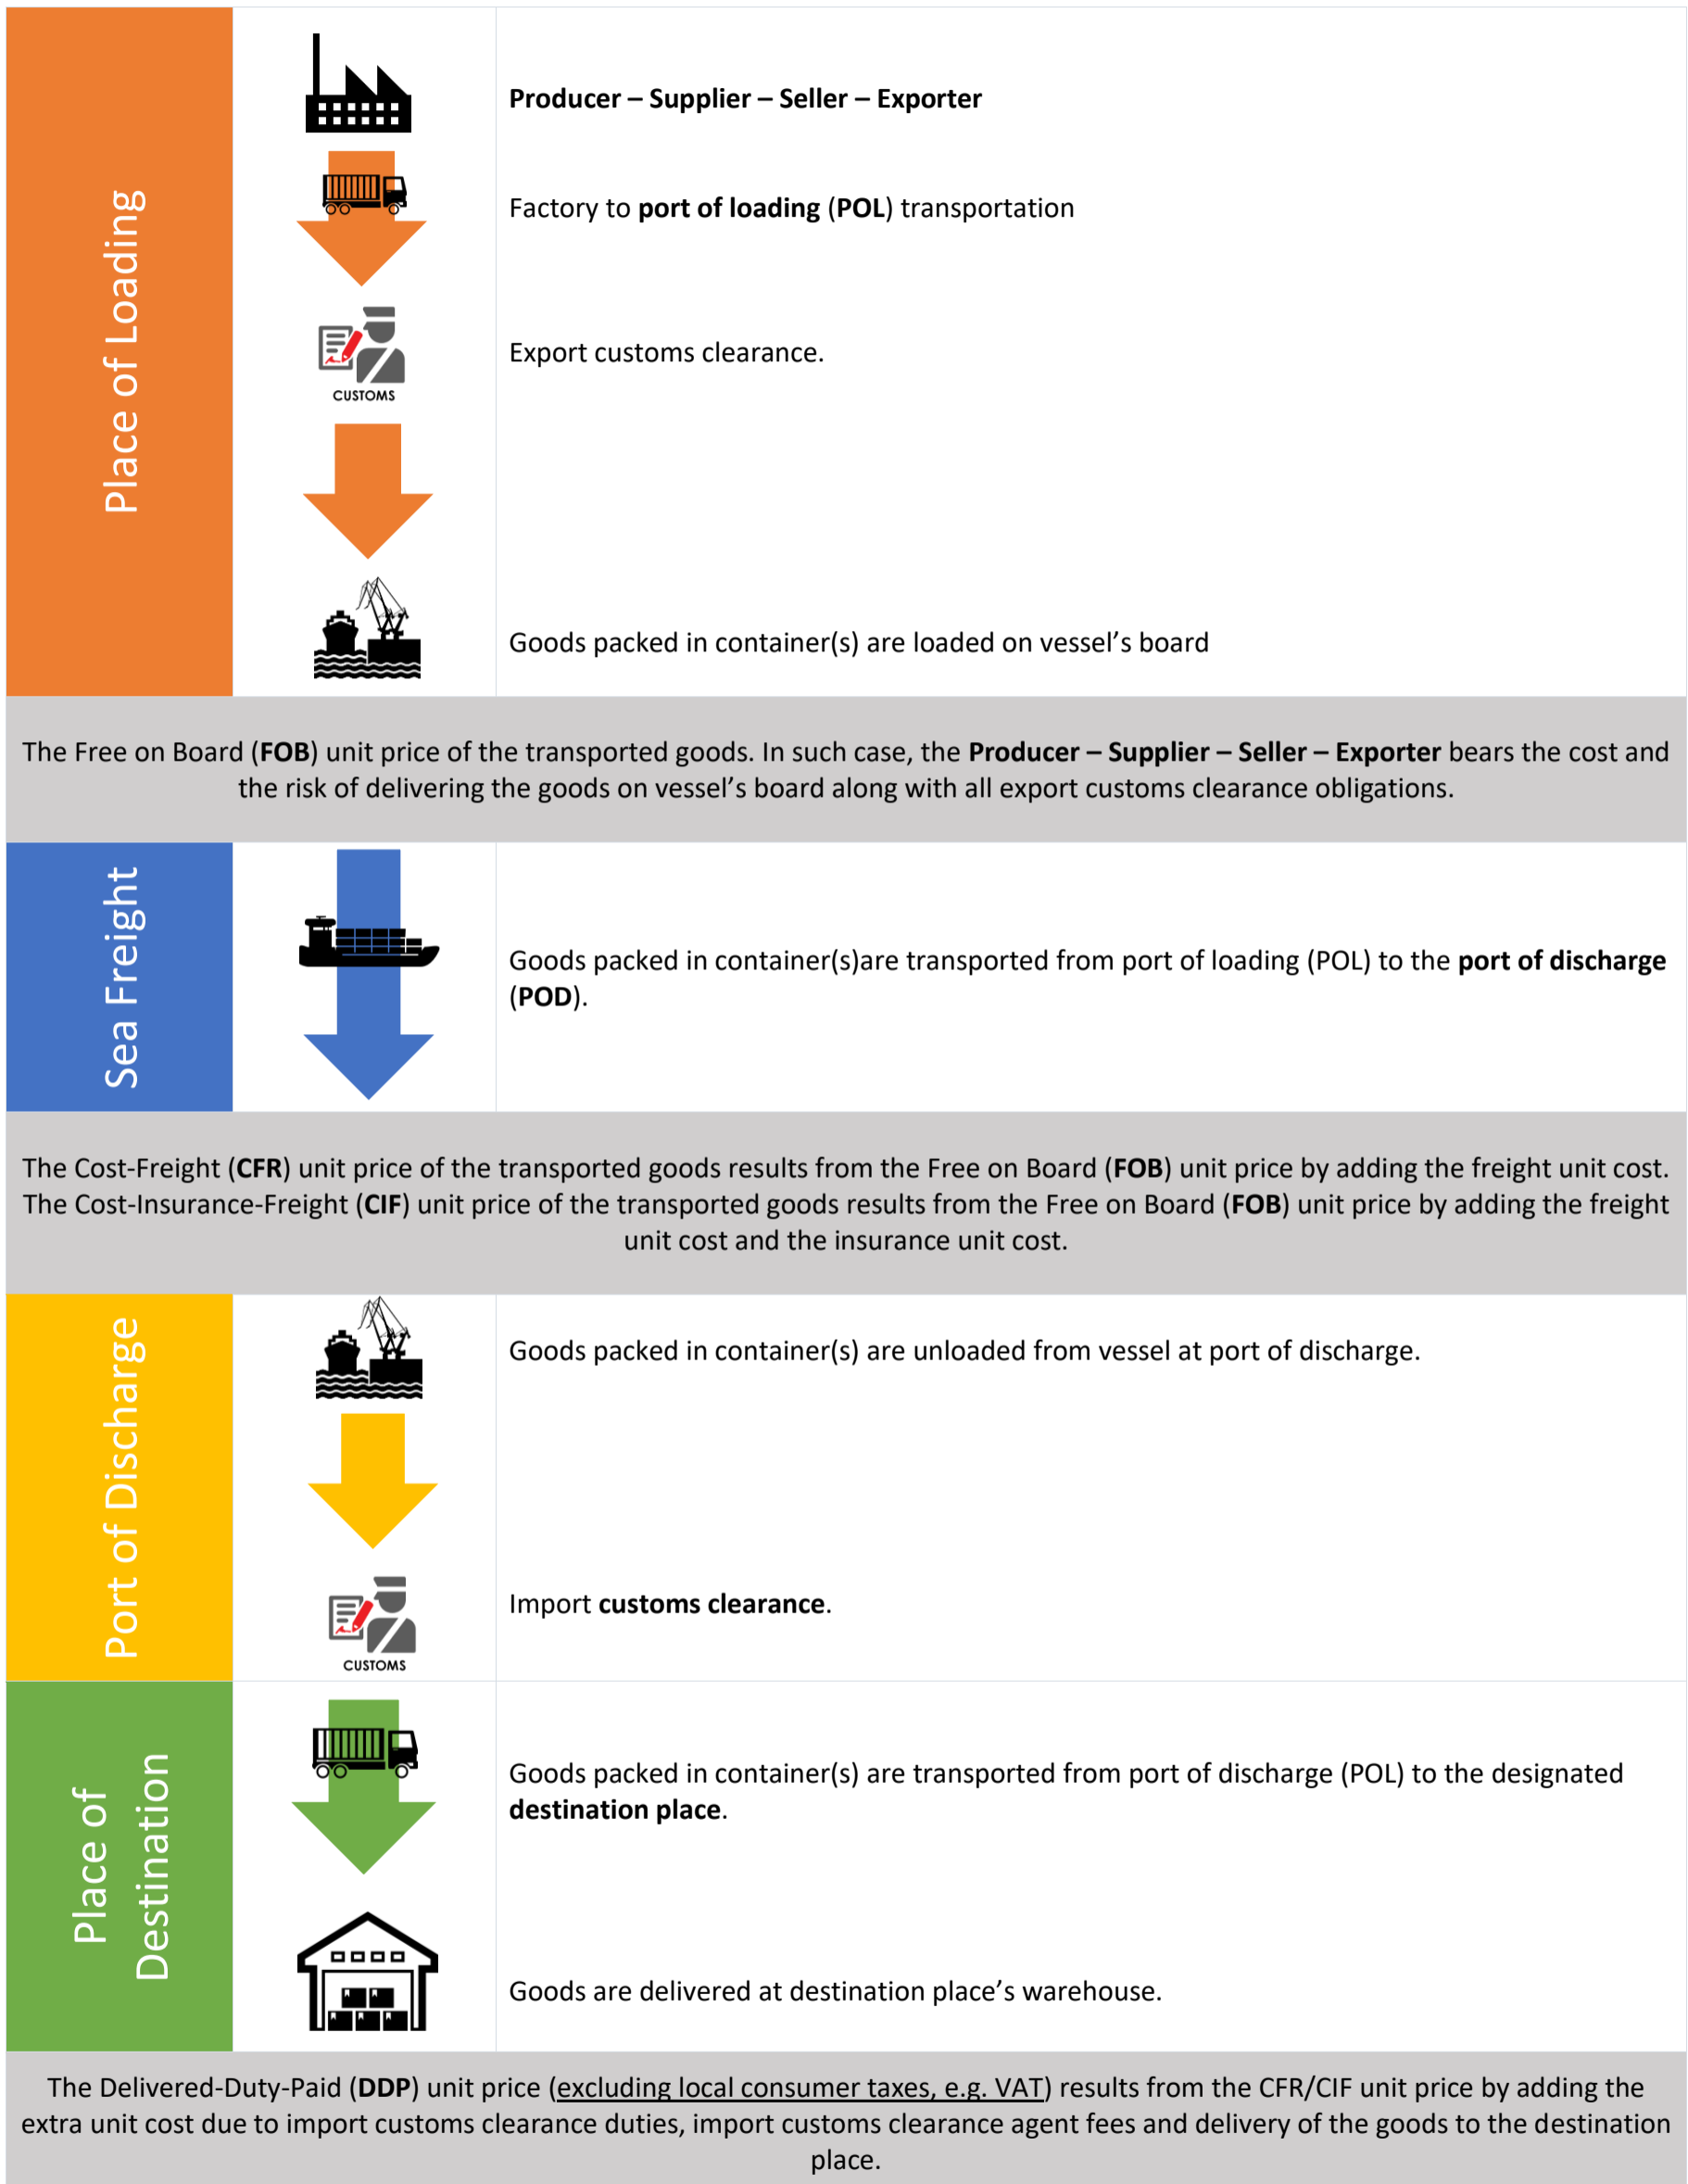 Place of Loading
Producer – Supplier – Seller – Exporter
Factory to port of loading (POL) transportation
Export customs clearance.
CUSTOMS
Goods packed in container(s) are loaded on vessel’s board
The Free on Board (FOB) unit price of the transported goods. In such case, the Producer – Supplier – Seller – Exporter bears the cost and
the risk of delivering the goods on vessel’s board along with all export customs clearance obligations.
Sea Freight
Goods packed in container(s)are transported from port of loading (POL) to the port of discharge
(POD).
The Cost-Freight (CFR) unit price of the transported goods results from the Free on Board (FOB) unit price by adding the freight unit cost.
The Cost-Insurance-Freight (CIF) unit price of the transported goods results from the Free on Board (FOB) unit price by adding the freight
unit cost and the insurance unit cost.
Port of Discharge
Goods packed in container(s) are unloaded from vessel at port of discharge.
Import customs clearance.
CUSTOMS
Place of
Destination
Goods packed in container(s) are transported from port of discharge (POL) to the designated
destination place.
Goods are delivered at destination place’s warehouse.
The Delivered-Duty-Paid (DDP) unit price (excluding local consumer taxes, e.g. VAT) results from the CFR/CIF unit price by adding the
extra unit cost due to import customs clearance duties, import customs clearance agent fees and delivery of the goods to the destination
place.